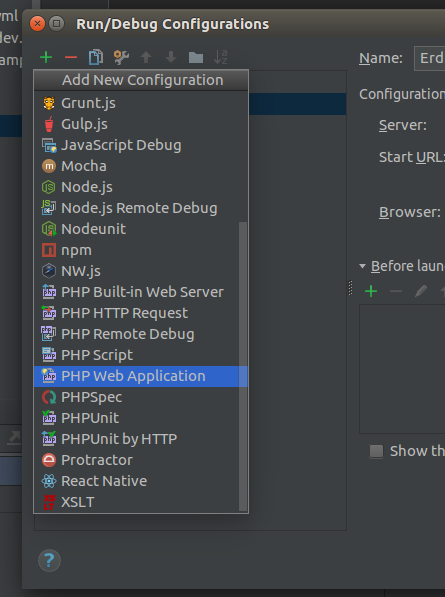 yml
dev.
amp
Run/Debug Configurations
Name: Erd
Add New Configuration
Grunt.js
Gulp.js
JavaScript Debug
Mocha
Node.js
Node.js Remote Debug
Nodeunit
npm
NW.js
PHP Built-in Web Server
PHP HTTP Request
PHP Remote Debug
PHP Script
PHP Web Application
PHPSpec
PHPUnit
PHPUnit by HTTP
Protractor
React Native
XSLT
Configuration
Server:
Start URL:
Browser:
Before laun
Show th